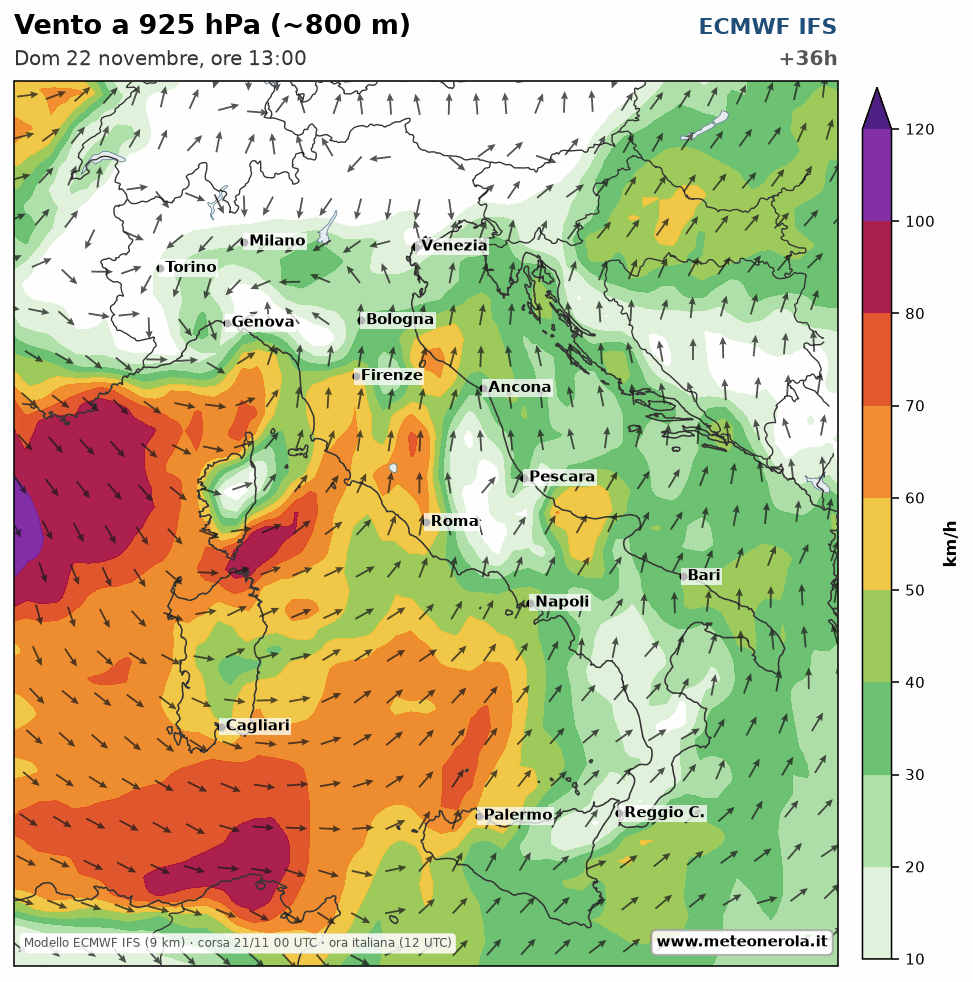 Vento a 925 hPa (~800 m)
ECMWF IFS
Dom 22 novembre, ore 13:00
+36h
Milano
Venezia
Torino
Genova
Bologna
Firenze
Ancona
Pescara
Roma
Bari
Napoli
Cagliari
Palermo
Reggio C.
Modello ECMWF IFS (9 km) · corsa 21/11 00 UTC · ora italiana (12 UTC)
www.meteonerola.it
120
100
80
70
60
50
40
30
20
10
km/h